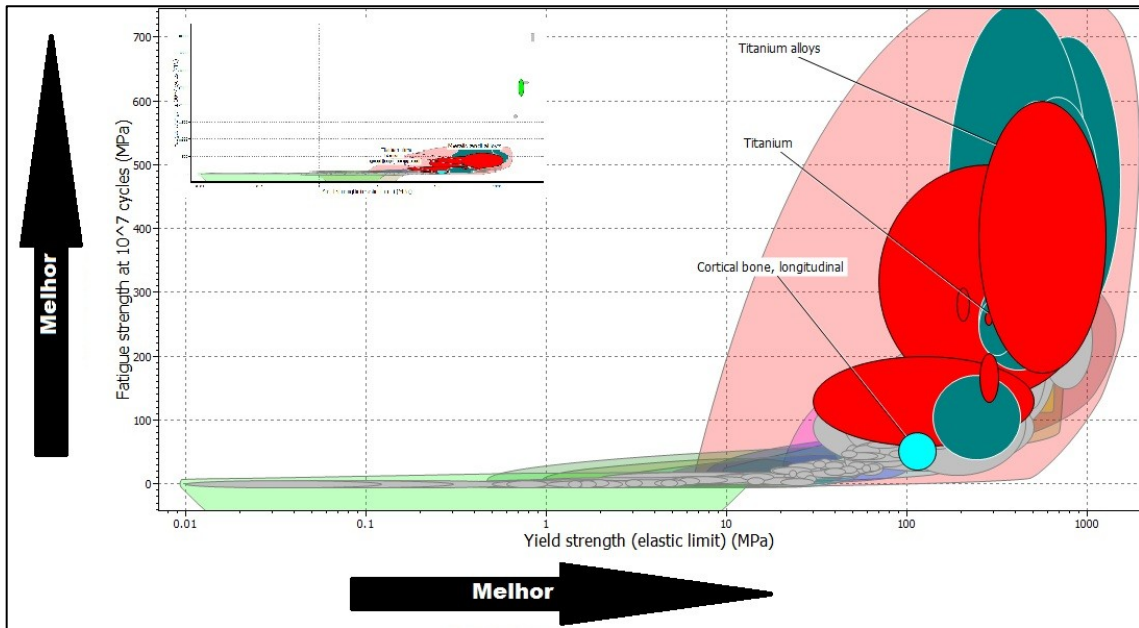 Melhor
Fatigue strength at 10^7 cycles (MPa)
700
600
500
400
300
200
100
0
Titanium alloys
Titanium
Cortical bone, longitudinal
0.01
0.1
1
10
100
1000
Yield strength (elastic limit) (MPa)
Melhor